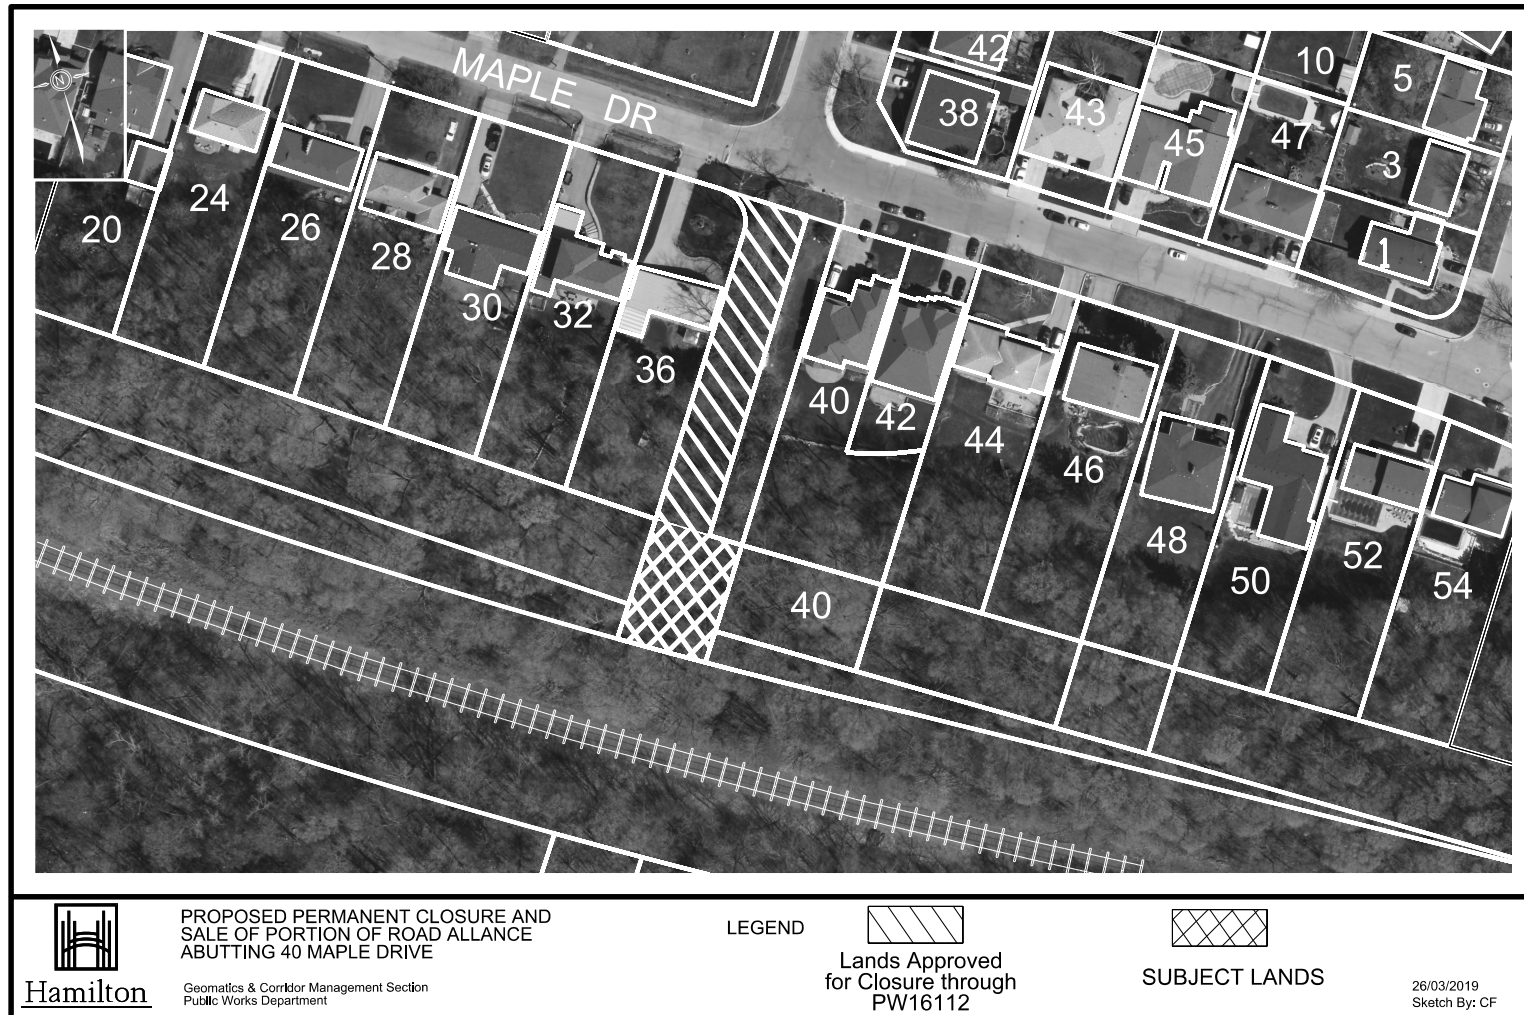 N
MAPLE DR
42
10
5
38
43
45
47
3
1
20
24
26
28
30
32
36
40
42
44
46
48
50
52
54
40
Hamilton
PROPOSED PERMANENT CLOSURE AND
SALE OF PORTION OF ROAD ALLANCE
ABUTTING 40 MAPLE DRIVE
Geomatics & Corridor Management Section
Public Works Department
LEGEND
Lands Approved
for Closure through
PW16112
SUBJECT LANDS
26/03/2019
Sketch By: CF